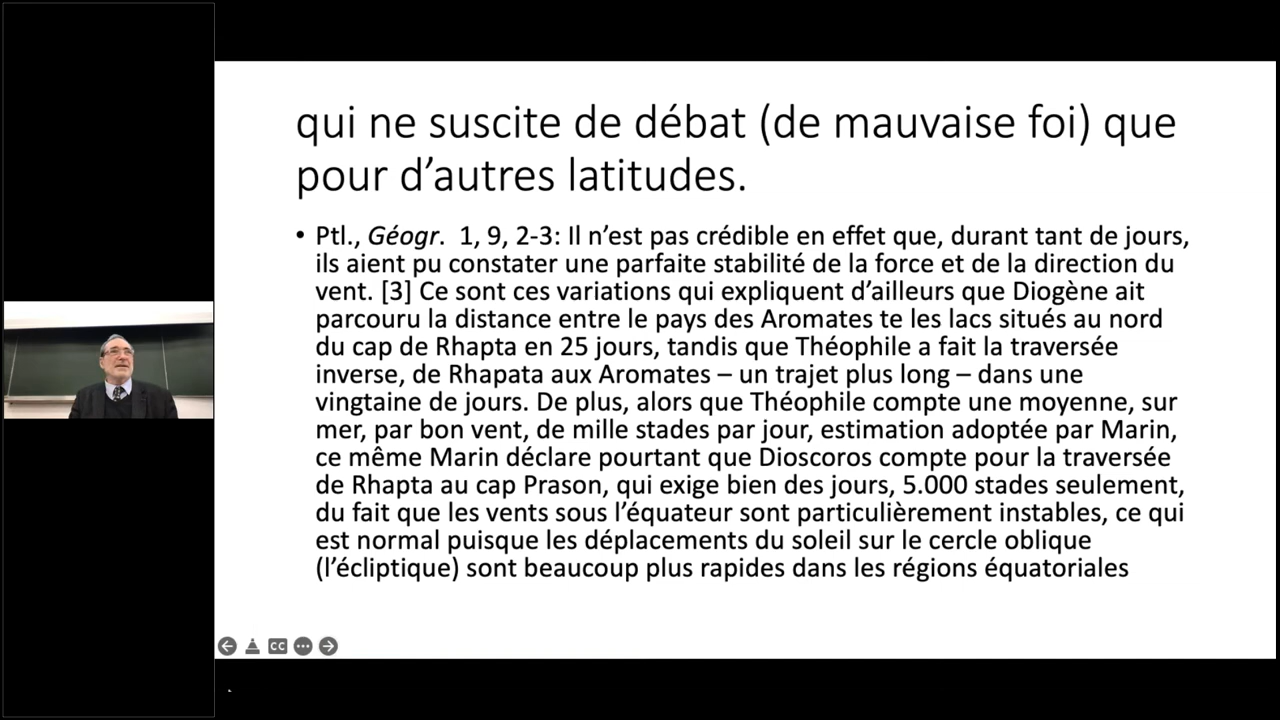 qui ne suscite de débat (de mauvaise foi) que
pour d’autres latitudes.
• Ptl., Géogr. 1, 9, 2-3: Il n’est pas crédible en effet que, durant tant de jours,
ils aient pu constater une parfaite stabilité de la force et de la direction du
vent. [3] Ce sont ces variations qui expliquent d’ailleurs que Diogène ait
parcouru la distance entre le pays des Aromates te les lacs situés au nord
du cap de Rhapta en 25 jours, tandis que Théophile a fait la traversée
inverse, de Rhapata aux Aromates – un trajet plus long – dans une
vingtaine de jours. De plus, alors que Théophile compte une moyenne, sur
mer, par bon vent, de mille stades par jour, estimation adoptée par Marin,
ce même Marin déclare pourtant que Dioscoros compte pour la traversée
de Rhapta au cap Prason, qui exige bien des jours, 5.000 stades seulement,
du fait que les vents sous l’équateur sont particulièrement instables, ce qui
est normal puisque les déplacements du soleil sur le cercle oblique
(l’écliptique) sont beaucoup plus rapides dans les régions équatoriales
CC